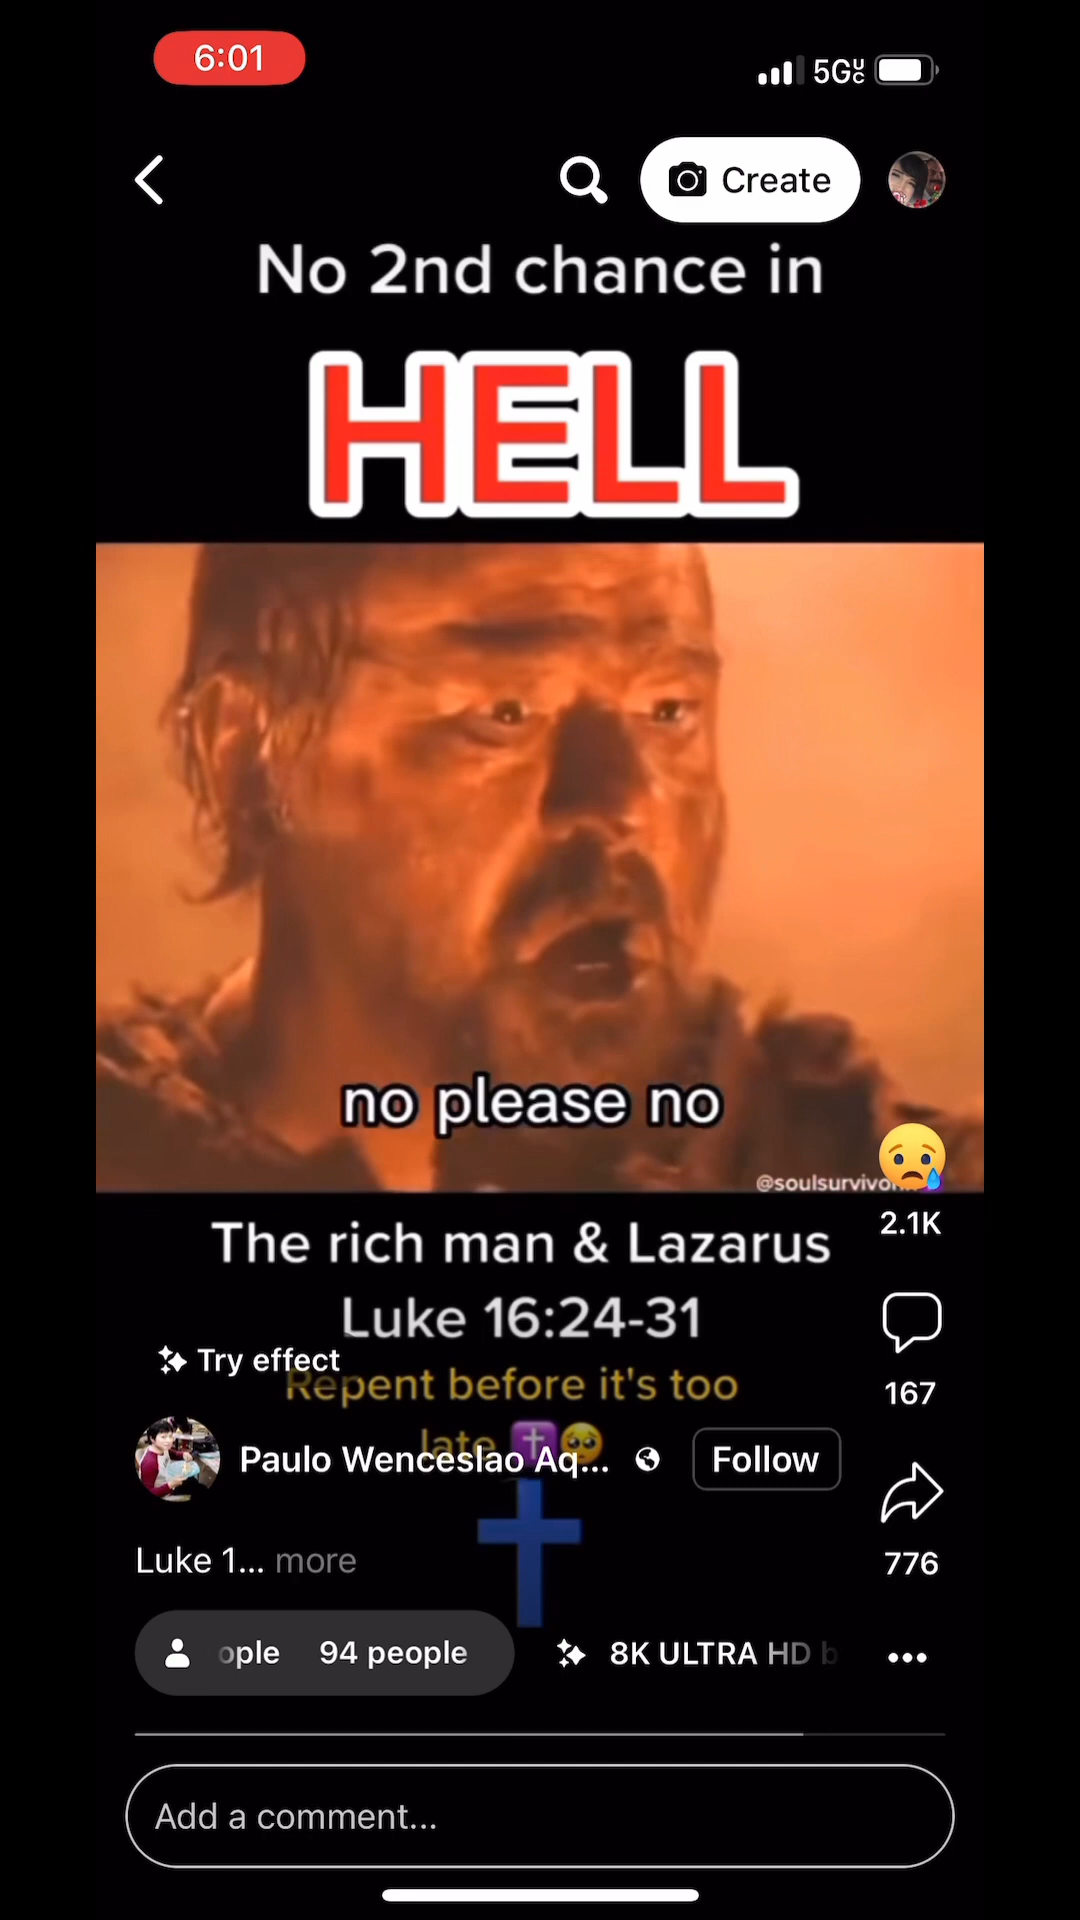 6:01
5G
Create
No 2nd chance in
HELL
no please no
@soulsurvivor
2.1K
The rich man & Lazarus
Luke 16:24-31
Try effect
Repent before it's too
late
167
Paulo Wenceslao Aq...
Follow
Luke 1... more
776
ople 94 people
8K ULTRA HD b
Add a comment...